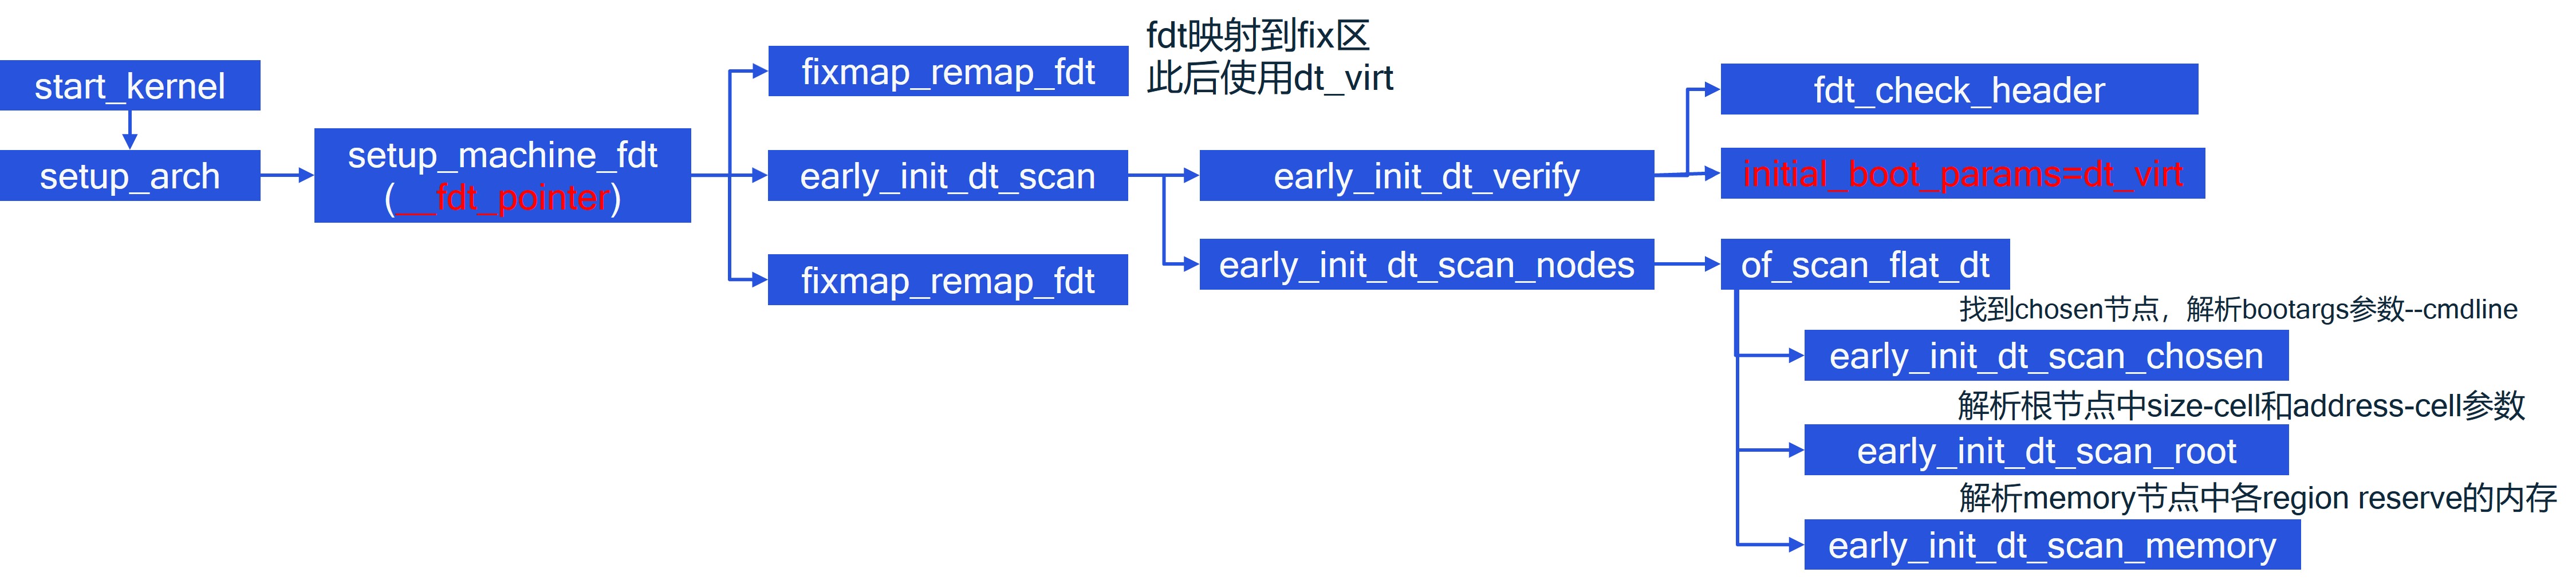 start_kernel
setup_arch
setup_machine_fdt
(__fdt_pointer)
fixmap_remap_fdt
fdt映射到fix区
此后使用dt_virt
early_init_dt_scan
fixmap_remap_fdt
early_init_dt_verify
early_init_dt_scan_nodes
fdt_check_header
initial_boot_params=dt_virt
of_scan_flat_dt
找到chosen节点，解析bootargs参数--cmdline
early_init_dt_scan_chosen
解析根节点中size-cell和address-cell参数
early_init_dt_scan_root
解析memory节点中各region reserve的内存
early_init_dt_scan_memory